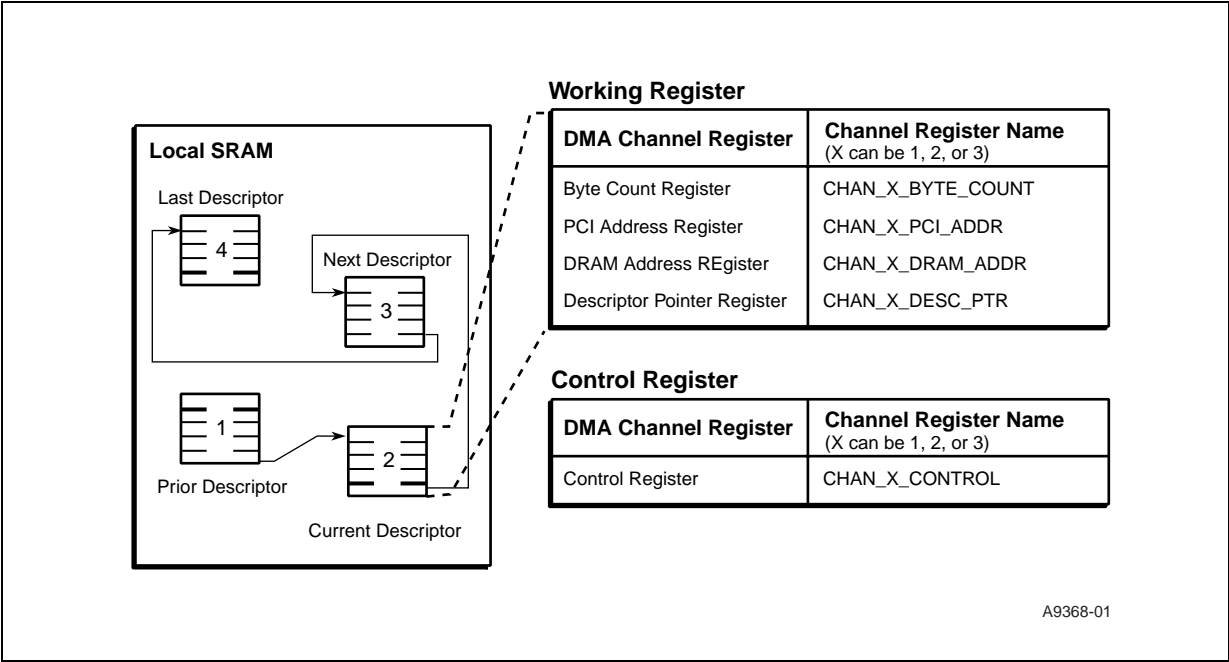 Local SRAM
Last Descriptor
4
Next Descriptor
3
1
Prior Descriptor
2
Current Descriptor
Working Register
DMA Channel Register Channel Register Name
(X can be 1, 2, or 3)
Byte Count Register CHAN_X_BYTE_COUNT
PCI Address Register CHAN_X_PCI_ADDR
DRAM Address REgister CHAN_X_DRAM_ADDR
Descriptor Pointer Register CHAN_X_DESC_PTR
Control Register
DMA Channel Register Channel Register Name
(X can be 1, 2, or 3)
Control Register CHAN_X_CONTROL
A9368-01